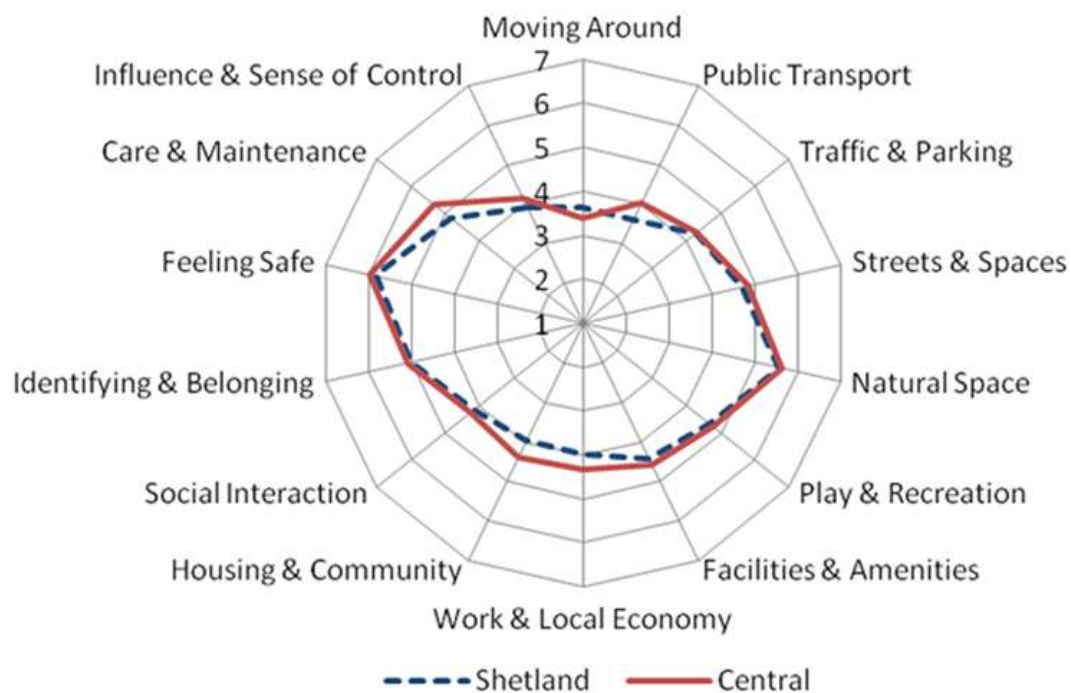 Moving Around
Influence & Sense of Control
7
Public Transport
6
Care & Maintenance
5
Traffic & Parking
4
Feeling Safe
3
Streets & Spaces
2
1
Identifying & Belonging
Natural Space
Social Interaction
Play & Recreation
Housing & Community
Facilities & Amenities
Work & Local Economy
Shetland Central